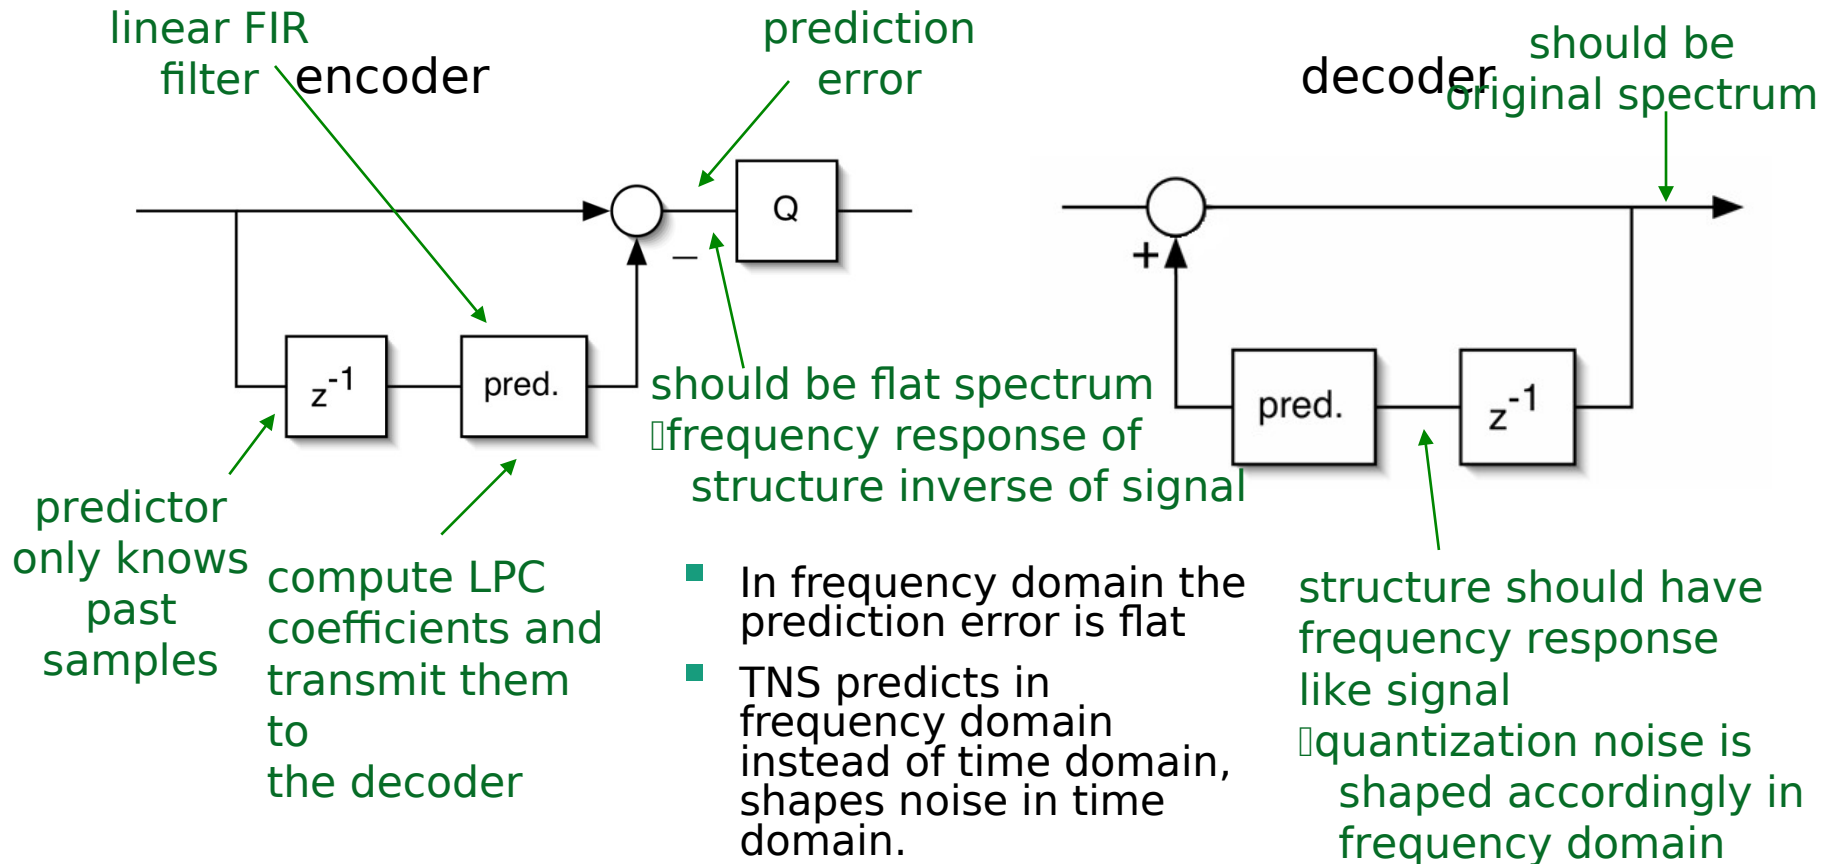 linear FIR
filter
encoder
prediction
error
decoder
should be
original spectrum
Q
–
z-1
pred.
+
pred.
z-1
should be flat spectrum
frequency response of
structure inverse of signal
predictor
only knows
past
samples
compute LPC
coefficients and
transmit them
to
the decoder
In frequency domain the
prediction error is flat
TNS predicts in
frequency domain
instead of time domain,
shapes noise in time
domain.
structure should have
frequency response
like signal
quantization noise is
shaped accordingly in
frequency domain